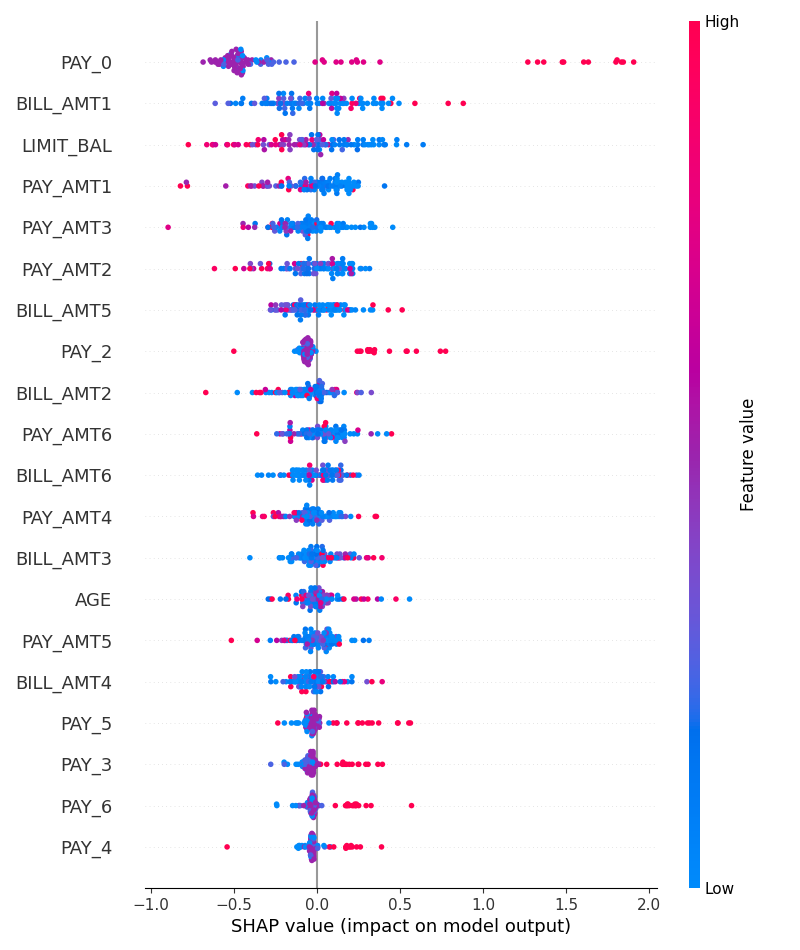 High
PAY_0
BILL_AMT1
LIMIT_BAL
PAY_AMT1
PAY_AMT3
PAY_AMT2
BILL_AMT5
PAY_2
BILL_AMT2
PAY_AMT6
BILL_AMT6
PAY_AMT4
BILL_AMT3
AGE
PAY_AMT5
BILL_AMT4
PAY_5
PAY_3
PAY_6
PAY_4
Feature value
Low
−1.0 −0.5 0.0 0.5 1.0 1.5 2.0
SHAP value (impact on model output)